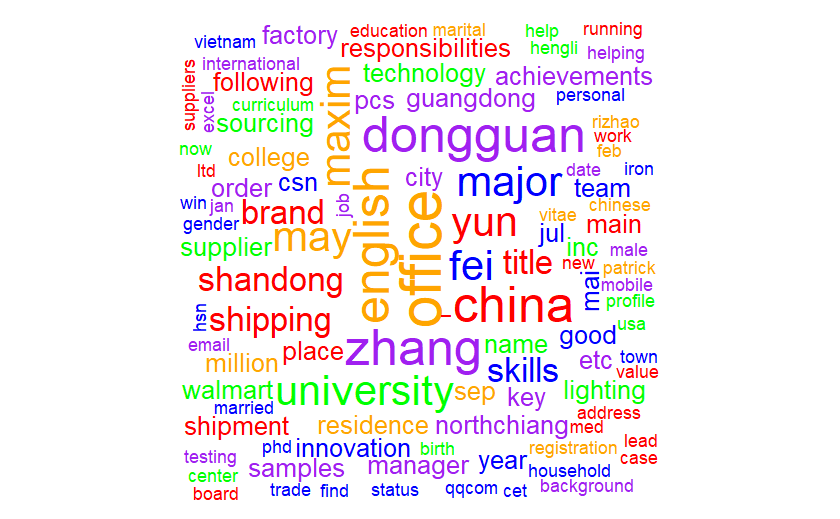 education marital help running
vietnam factory responsibilities hengli helping
international technology achievements
suppliers excel following maxim pcs guangdong personal
curriculum sourcing dongguan rizhao work
now college city feb
ltd order csn english office major date iron team
win jan brand job yun vitae chinese
gender may jul main
supplier fei title inc male
shandong new patrick
mai mobile
hsn shipping _ china profile
email place zhang name good usa
million skills etc town value
walmart university sep key lighting
married address
shipment residence northchiang med
phd innovation birth registration lead
testing samples manager year household case
center background
board trade find status qqcom cet